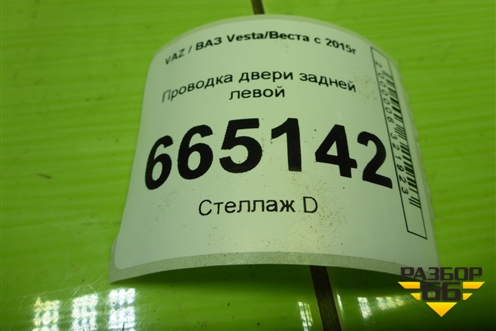 VAZ / ВАЗ Vesta/Веста с 2015г
Проводка двери задней
левой
665142
Стеллаж D
РАЗБОР
66